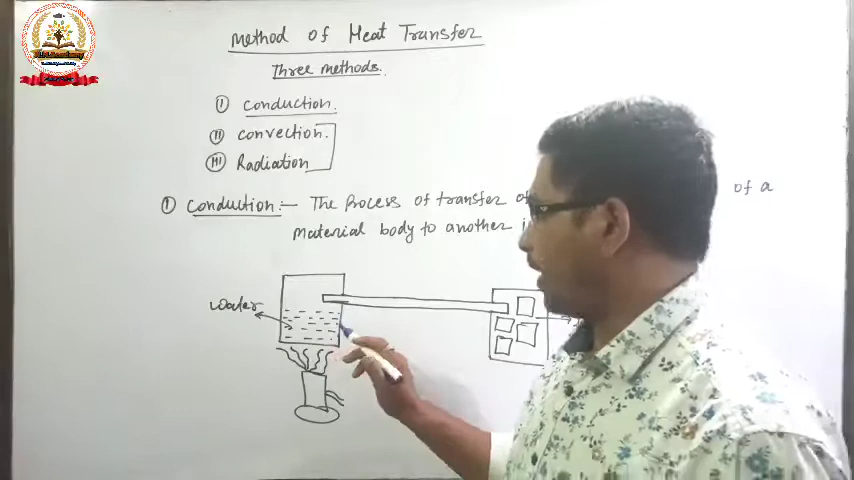 Method of Heat Transfer
Three methods.
(I) conduction.
(II) convection.
(III) Radiation
(I) conduction:— The Process of transfer of a
material body to another
water